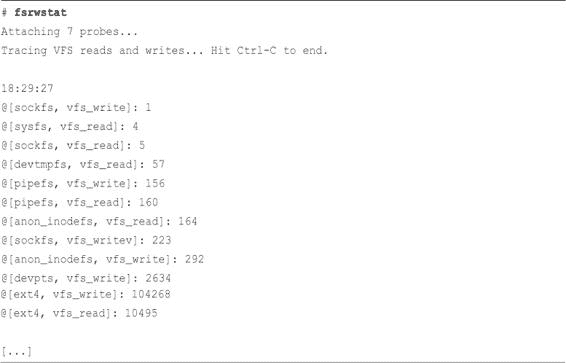 # fsrwstat
Attaching 7 probes...
Tracing VFS reads and writes... Hit Ctrl-C to end.
18:29:27
@[sockfs, vfs_write]: 1
@[sysfs, vfs_read]: 4
@[sockfs, vfs_read]: 5
@[devtmpfs, vfs_read]: 57
@[pipefs, vfs_write]: 156
@[pipefs, vfs_read]: 160
@[anon_inodefs, vfs_read]: 164
@[sockfs, vfs_writev]: 223
@[anon_inodefs, vfs_write]: 292
@[devpts, vfs_write]: 2634
@[ext4, vfs_write]: 104268
@[ext4, vfs_read]: 10495
[...]